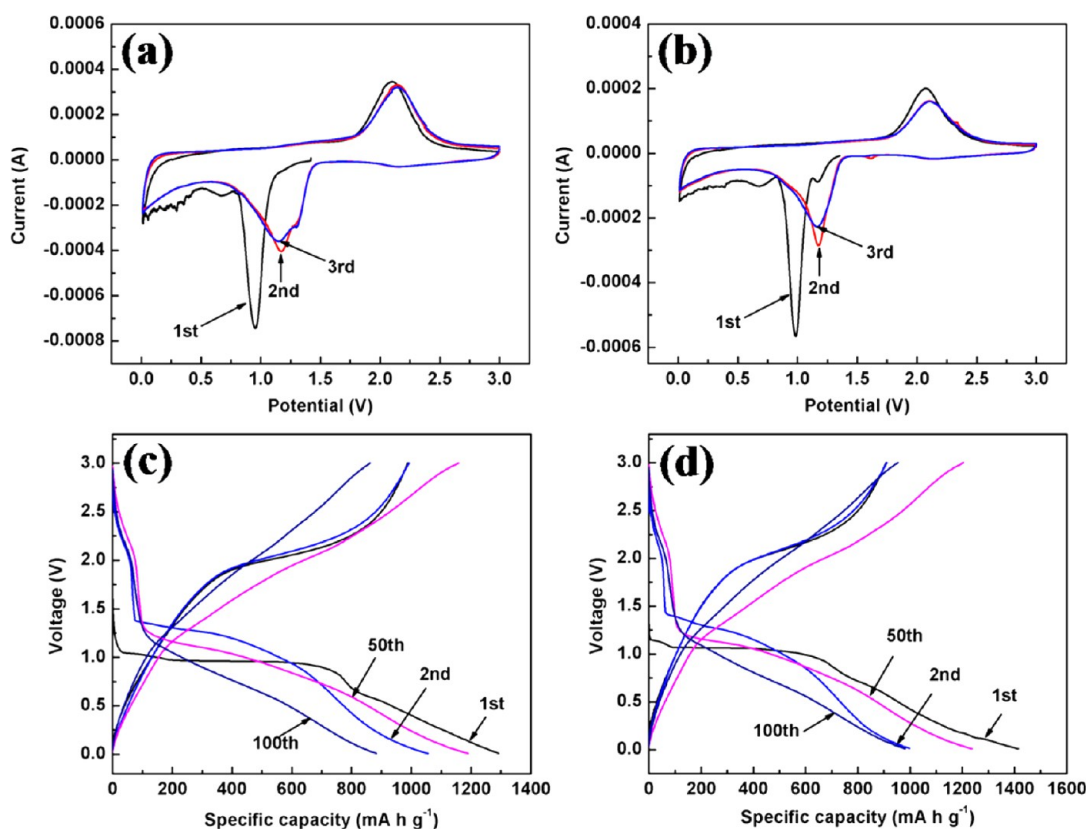 (a)
0.0006
0.0004
0.0002
0.0000
-0.0002
-0.0004
-0.0006
-0.0008
Current (A)
0.0 0.5 1.0 1.5 2.0 2.5 3.0
Potential (V)
1st
2nd
3rd
(b)
0.0004
0.0002
0.0000
-0.0002
-0.0004
-0.0006
Current (A)
0.0 0.5 1.0 1.5 2.0 2.5 3.0
Potential (V)
1st
2nd
3rd
(c)
3.0
2.5
2.0
1.5
1.0
0.5
0.0
Voltage (V)
0 200 400 600 800 1000 1200 1400
Specific capacity (mA h g⁻¹)
50th
2nd
1st
100th
(d)
3.0
2.5
2.0
1.5
1.0
0.5
0.0
Voltage (V)
0 200 400 600 800 1000 1200 1400 1600
Specific capacity (mA h g⁻¹)
50th
2nd
1st
100th